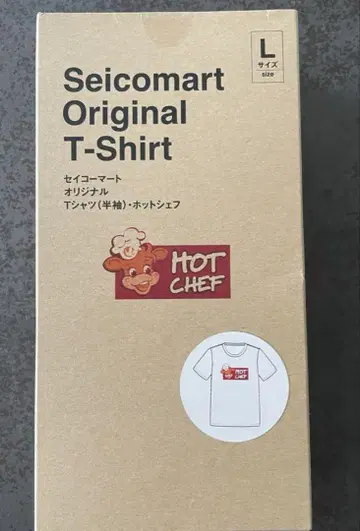 L
サイズ
size
Seicomart
Original
T-Shirt
セイコーマート
オリジナル
Tシャツ(半袖)・ホットシェフ
HOT
CHEF
HOT
CHEF